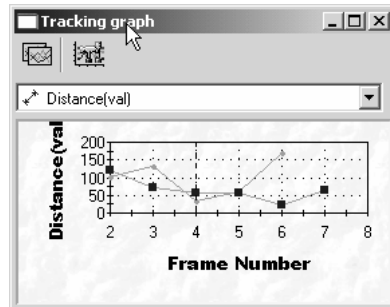 Tracking graph
Distance(val)
Distance(val
200
150
100
50
0
2 3 4 5 6 7 8
Frame Number